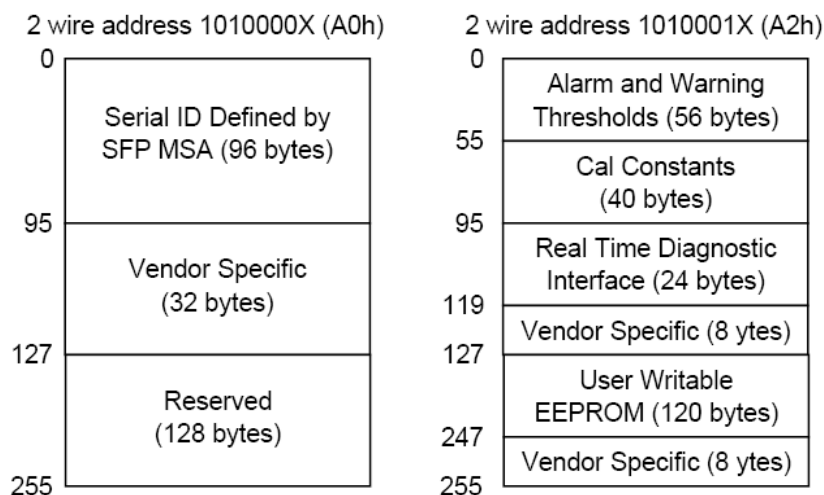 2 wire address 1010000X (A0h)
0
Serial ID Defined by
SFP MSA (96 bytes)
95
Vendor Specific
(32 bytes)
127
Reserved
(128 bytes)
255
2 wire address 1010001X (A2h)
0
Alarm and Warning
Thresholds (56 bytes)
55
Cal Constants
(40 bytes)
95
Real Time Diagnostic
Interface (24 bytes)
119
Vendor Specific (8 ytes)
127
User Writable
EEPROM (120 bytes)
247
Vendor Specific (8 ytes)
255